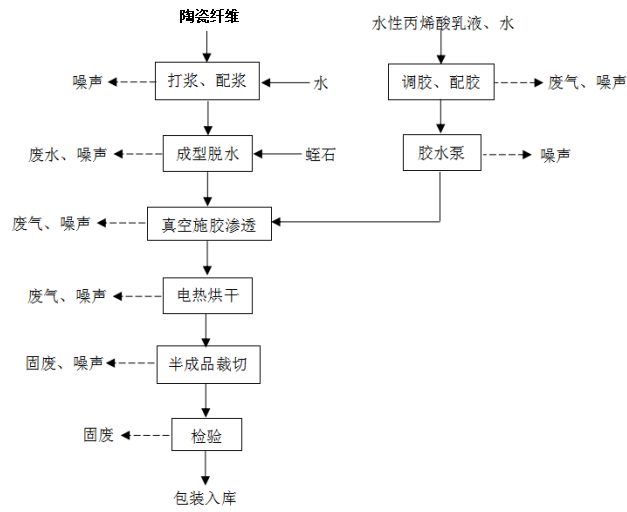 陶瓷纤维
水性丙烯酸乳液、水
噪声
打浆、配浆
水
调胶、配胶
废气、噪声
废水、噪声
成型脱水
蛭石
胶水泵
噪声
废气、噪声
真空施胶渗透
废气、噪声
电热烘干
固废、噪声
半成品裁切
固废
检验
包装入库